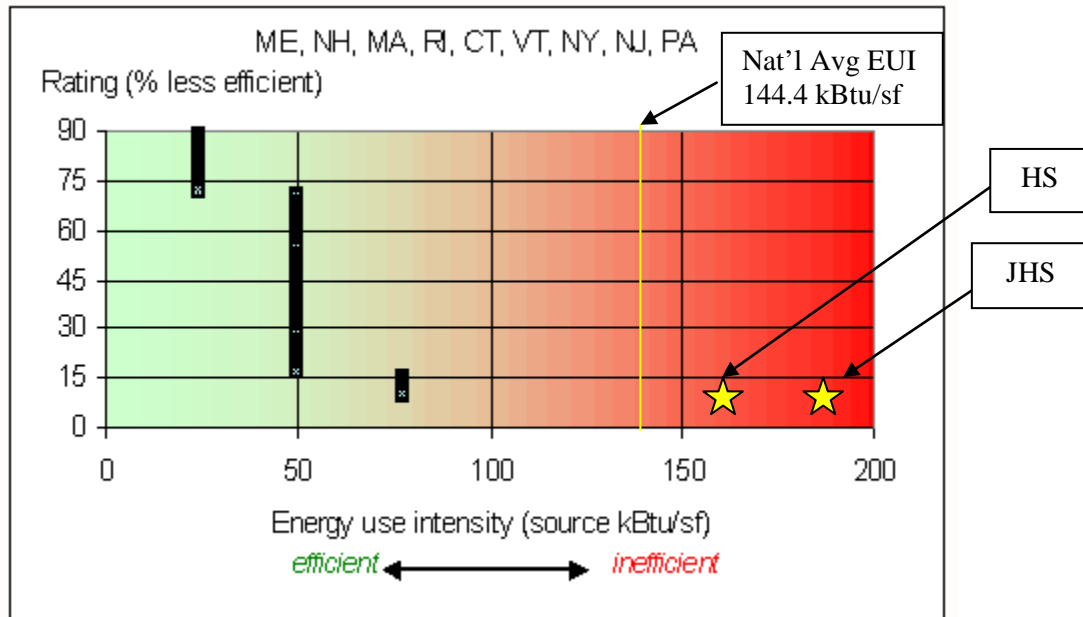 ME, NH, MA, RI, CT, VT, NY, NJ, PA
Rating (% less efficient)
Nat'l Avg EUI
144.4 kBtu/sf
HS
JHS
90
75
60
45
30
15
0
0 50 100 150 200
Energy use intensity (source kBtu/sf)
efficient inefficient